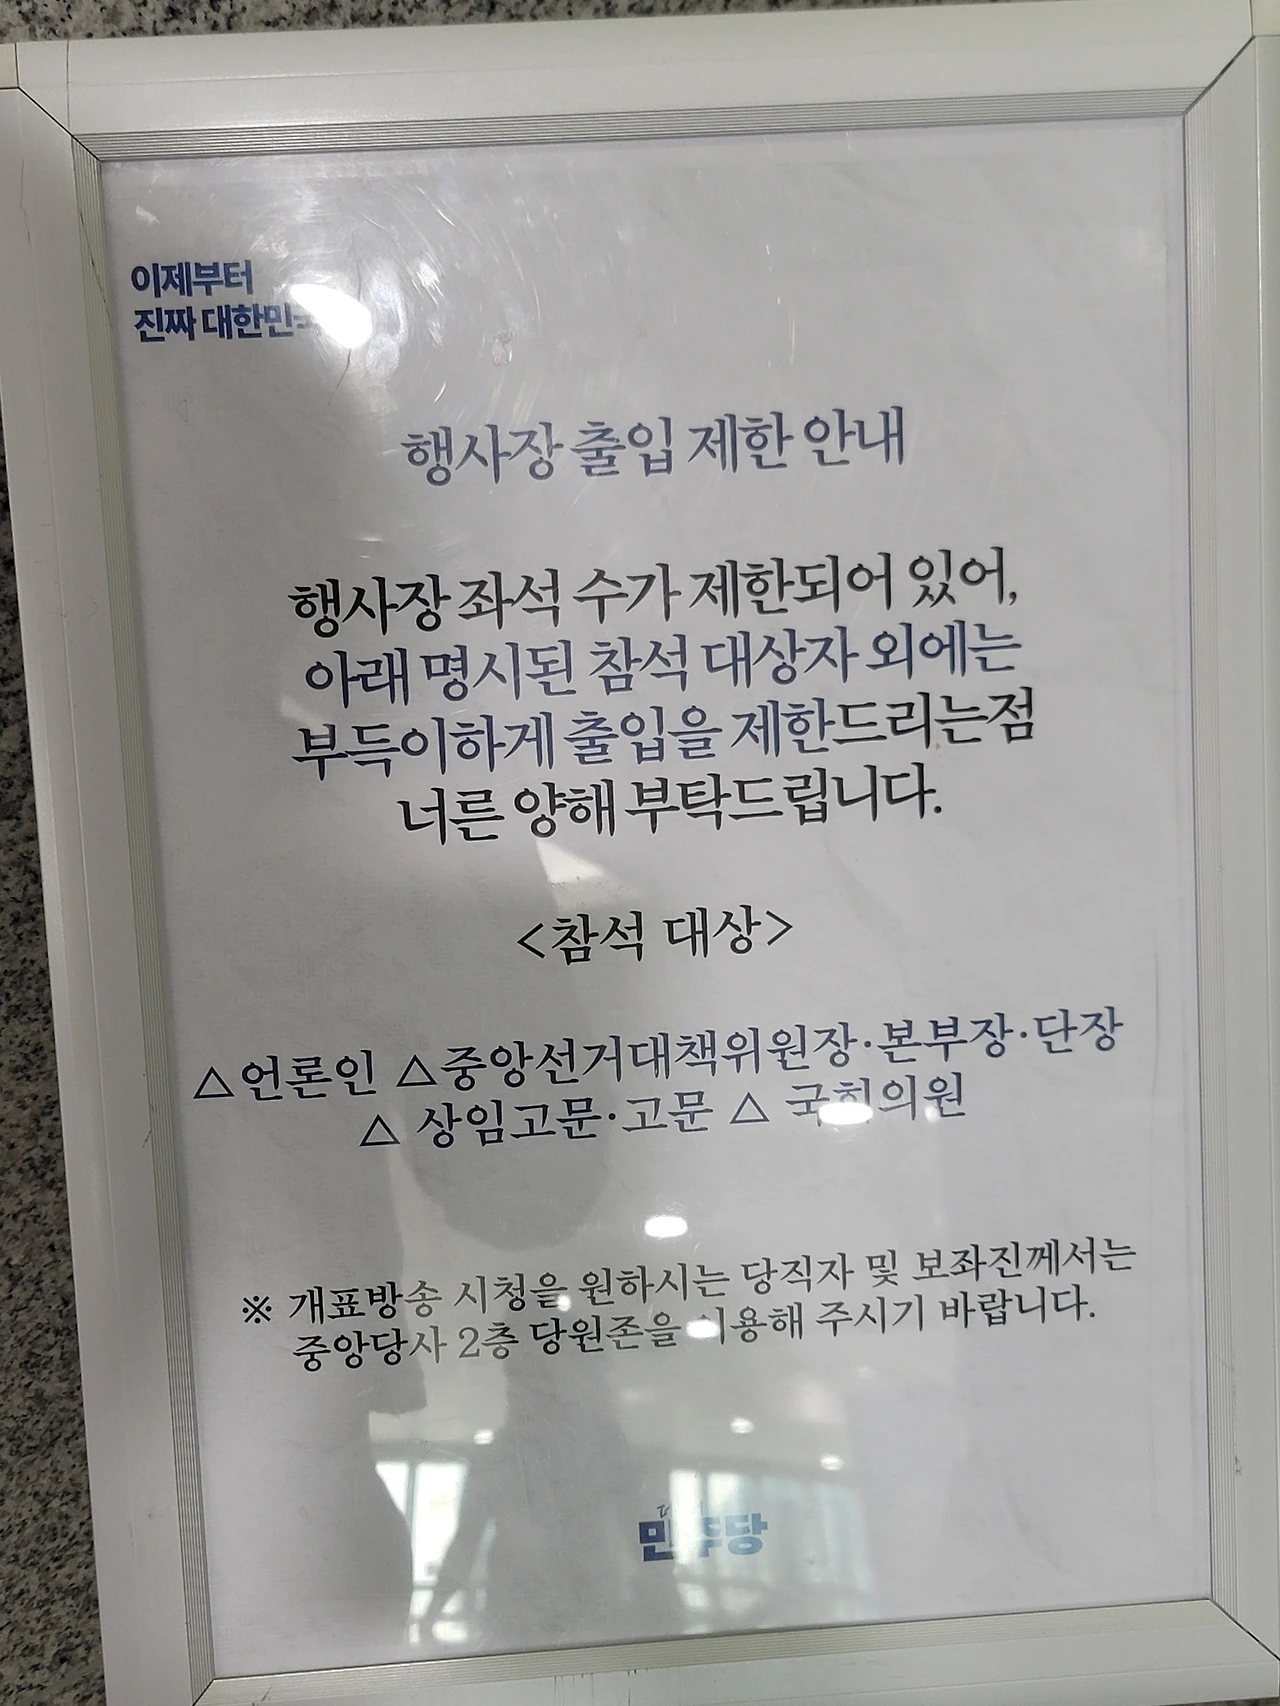 이제부터
진짜 대한민
행사장 출입 제한 안내
행사장 좌석 수가 제한되어 있어,
아래 명시된 참석 대상자 외에는
부득이하게 출입을 제한드리는점
너른 양해 부탁드립니다.
<참석 대상>
△언론인 △중앙선거대책위원장·본부장·단장
△ 상임고문·고문 △ 국회의원
※ 개표방송 시청을 원하시는 당직자 및 보좌진께서는
중앙당사 2층 당원존을 이용해 주시기 바랍니다.
민주당